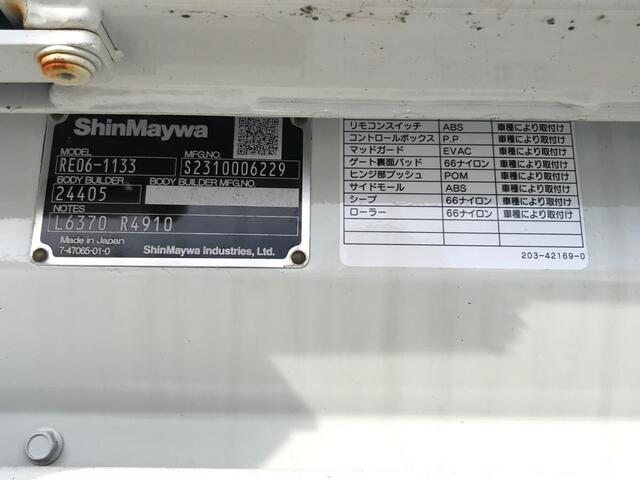 ShinMaywa
MODEL MFG.NO.
RE06-1133 S2310006229
BODY BUILDER BODY BUILDER MFG.NO.
24405
NOTES
L6370 R4910
Made in Japan
7-47065-01-0 ShinMaywa Industries, Ltd.
リモコンスイッチ ABS 車種により取付け
コントロールボックス P.P 車種により取付け
マッドガード EVAC 車種により取付け
ゲート裏面パッド 66ナイロン 車種により取付け
ヒンジ部ブッシュ POM 車種により取付け
サイドモール ABS 車種により取付け
シーブ 66ナイロン 車種により取付け
ローラー 66ナイロン 車種により取付け
203-42169-0